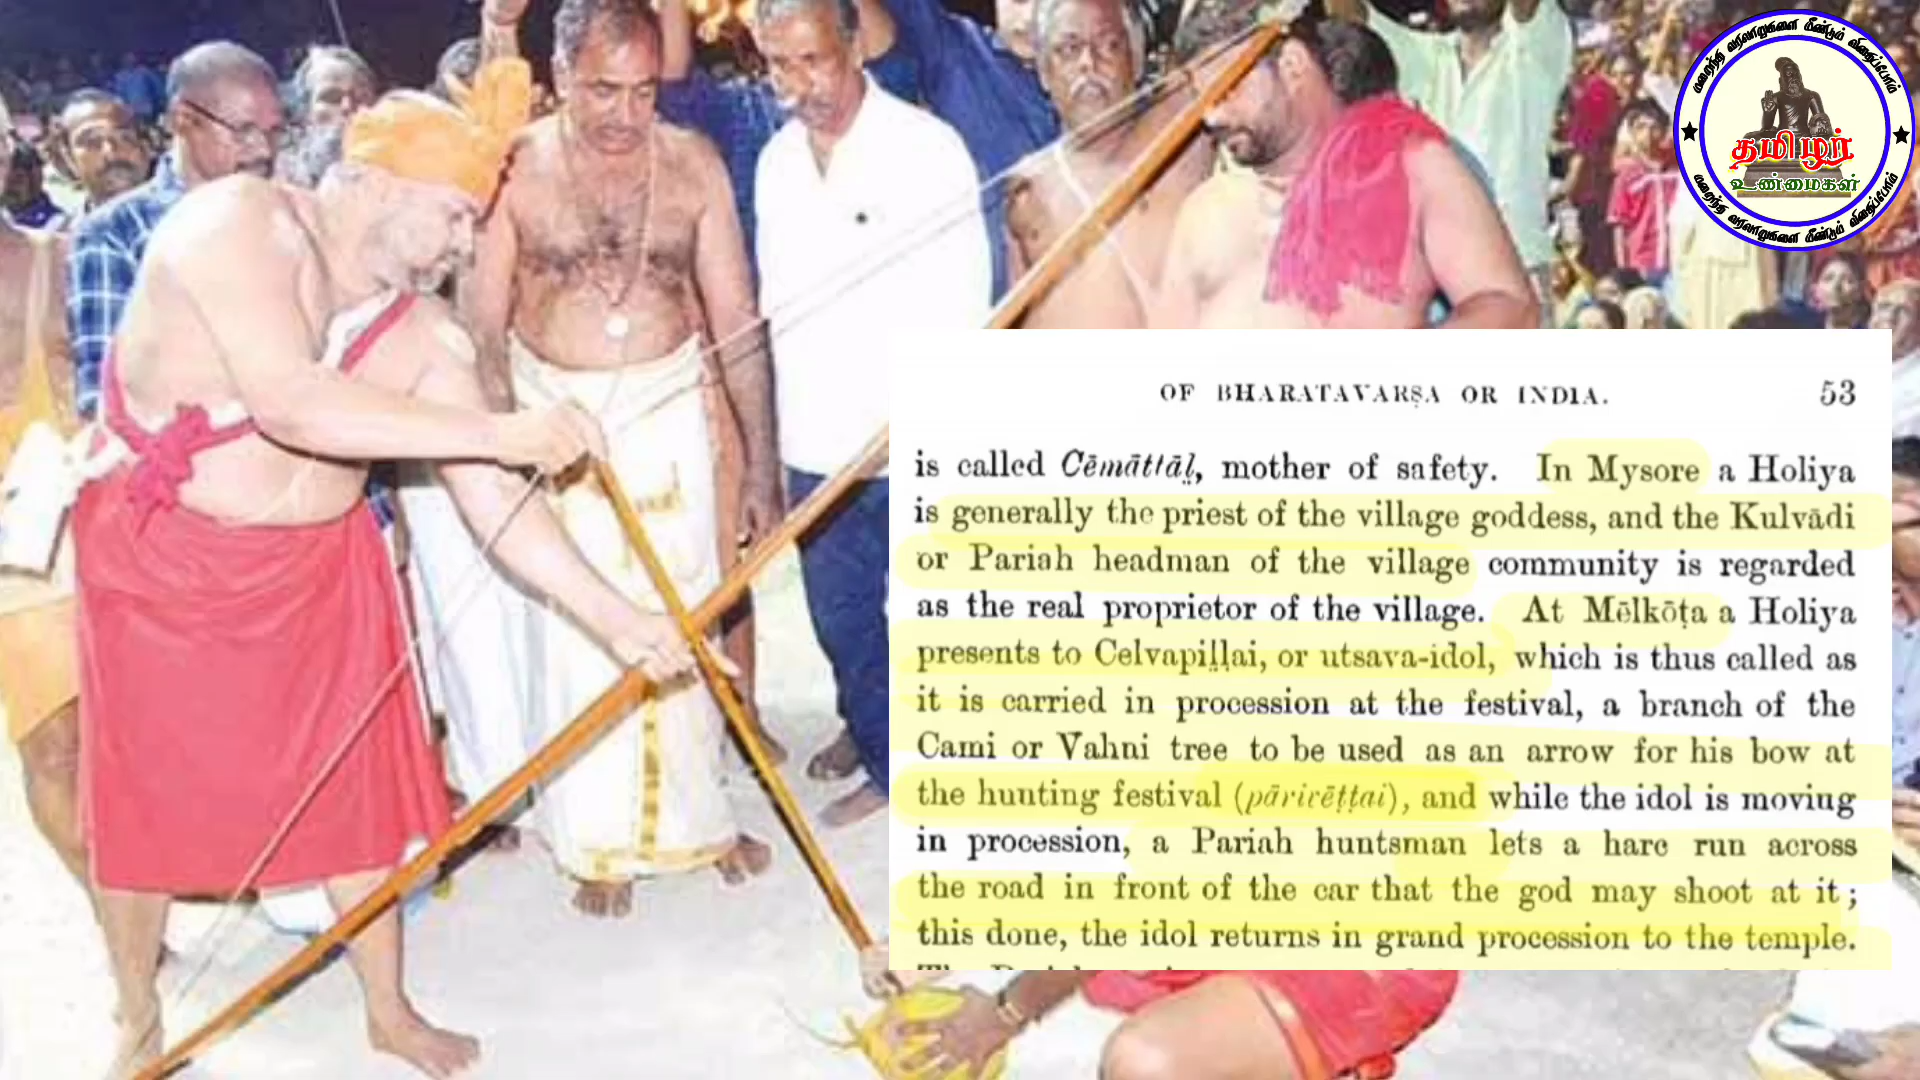 மறைந்த வரலாறுகளை மீண்டும் விதைப்போம்
தமிழர்
உண்மைகள்
மறைந்த வரலாறுகளை மீண்டும் விதைப்போம்
OF BHARATAVARṢA OR INDIA. 53
is called Cēmāttāḷ, mother of safety. In Mysore a Holiya
is generally the priest of the village goddess, and the Kulvādi
or Pariah headman of the village community is regarded
as the real proprietor of the village. At Mēlkōṭa a Holiya
presents to Celvapiḷḷai, or utsava-idol, which is thus called as
it is carried in procession at the festival, a branch of the
Cami or Vahni tree to be used as an arrow for his bow at
the hunting festival (pārivēṭṭai), and while the idol is moving
in procession, a Pariah huntsman lets a hare run across
the road in front of the car that the god may shoot at it;
this done, the idol returns in grand procession to the temple.